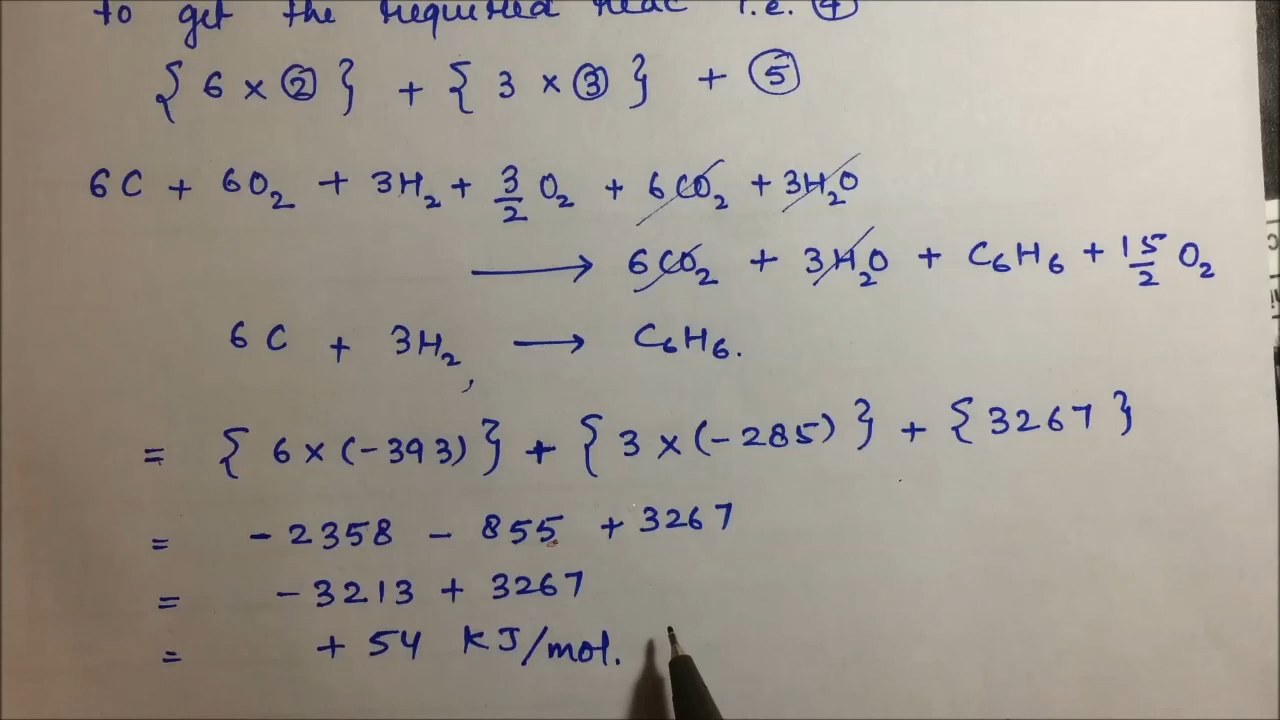 to get the required i.e. ④
{ 6 × ② } + { 3 × ③ } + ⑤
6C + 6O₂ + 3H₂ + 3/2 O₂ + 6CO₂ + 3H₂O
⟶ 6CO₂ + 3H₂O + C₆H₆ + 15/2 O₂
6C + 3H₂, ⟶ C₆H₆.
= { 6 × (-393) } + { 3 × (-285) } + { 3267 }
= - 2358 - 855 + 3267
= - 3213 + 3267
= + 54 KJ/mol.